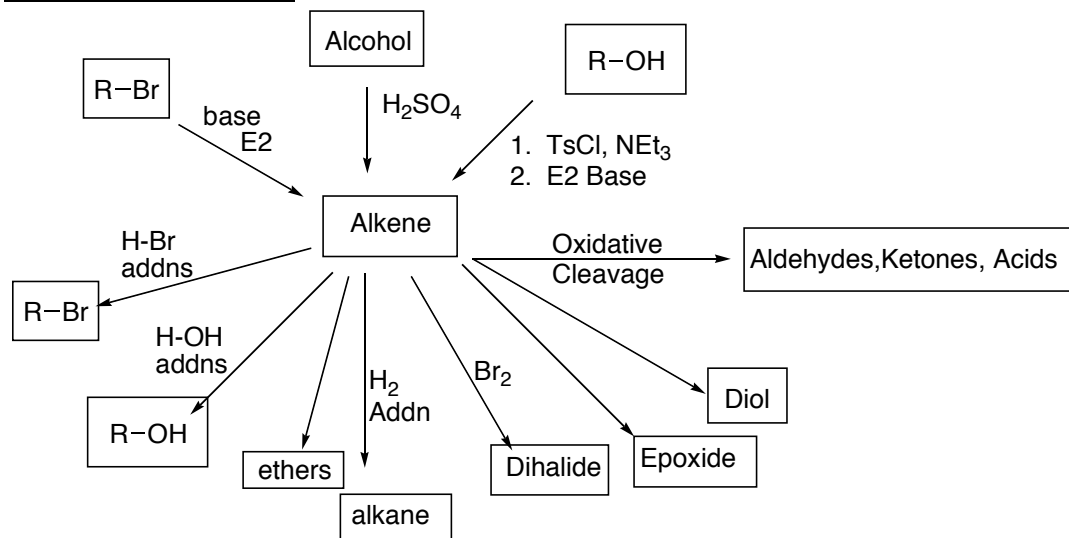 Alcohol
R–OH
R–Br
base
E2
H₂SO₄
1. TsCl, NEt₃
2. E2 Base
Alkene
H-Br
addns
Oxidative
Cleavage
Aldehydes,Ketones, Acids
R–Br
H-OH
addns
H₂
Addn
Br₂
Diol
R–OH
ethers
Dihalide
Epoxide
alkane